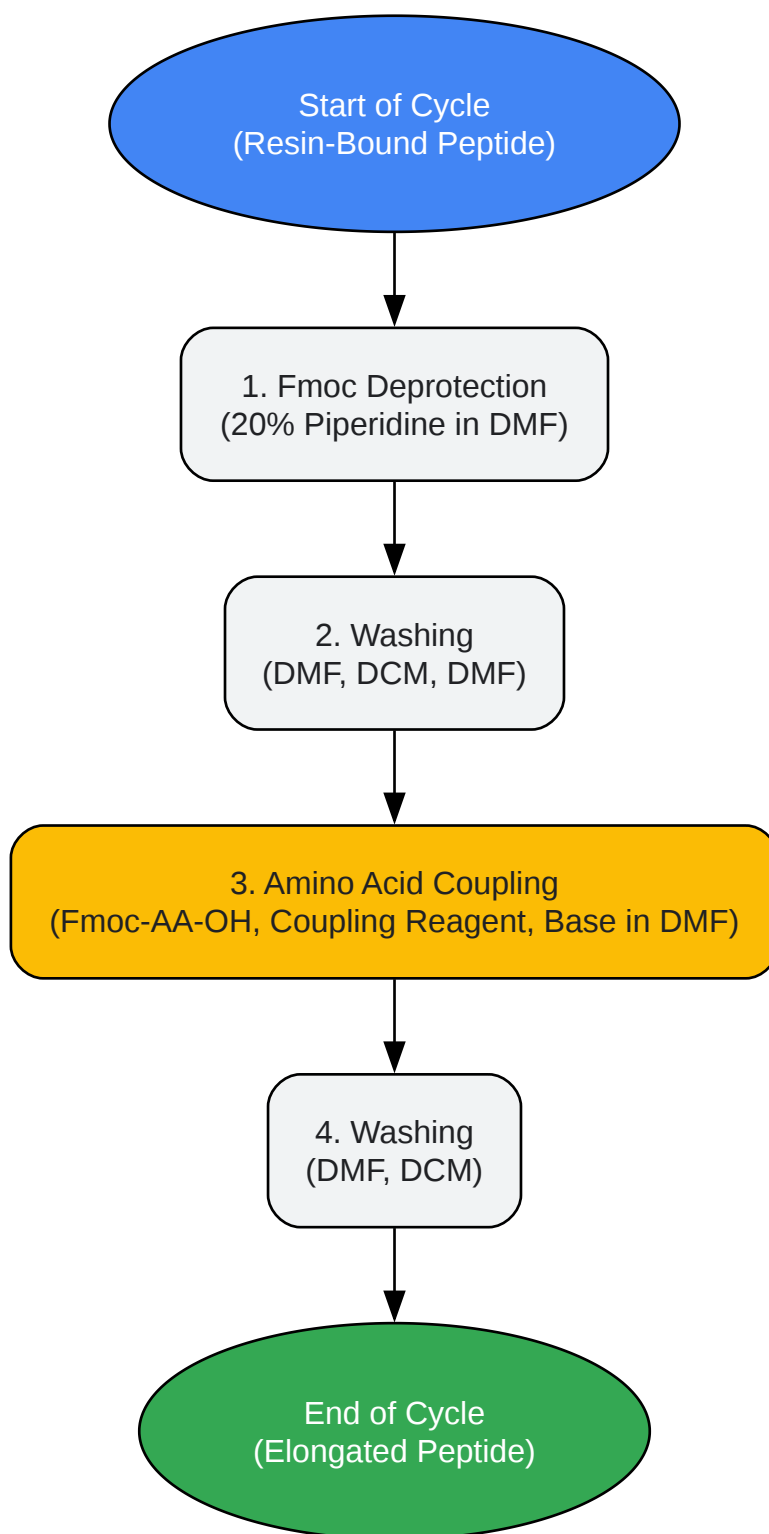 Start of Cycle
(Resin-Bound Peptide)
1. Fmoc Deprotection
(20% Piperidine in DMF)
2. Washing
(DMF, DCM, DMF)
3. Amino Acid Coupling
(Fmoc-AA-OH, Coupling Reagent, Base in DMF)
4. Washing
(DMF, DCM)
End of Cycle
(Elongated Peptide)